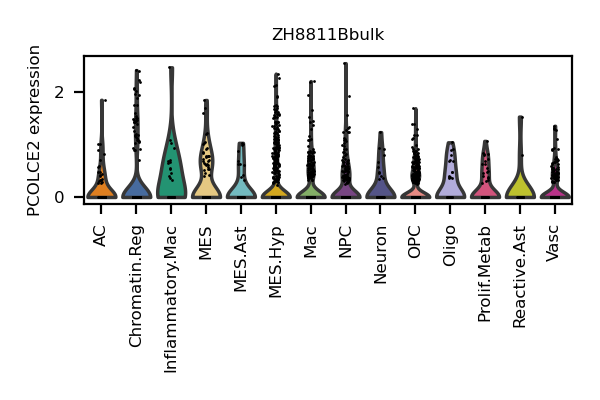 ZH8811Bbulk
PCOLCE2 expression
2
0
AC
Chromatin.Reg
Inflammatory.Mac
MES
MES.Ast
MES.Hyp
Mac
NPC
Neuron
OPC
Oligo
Prolif.Metab
Reactive.Ast
Vasc